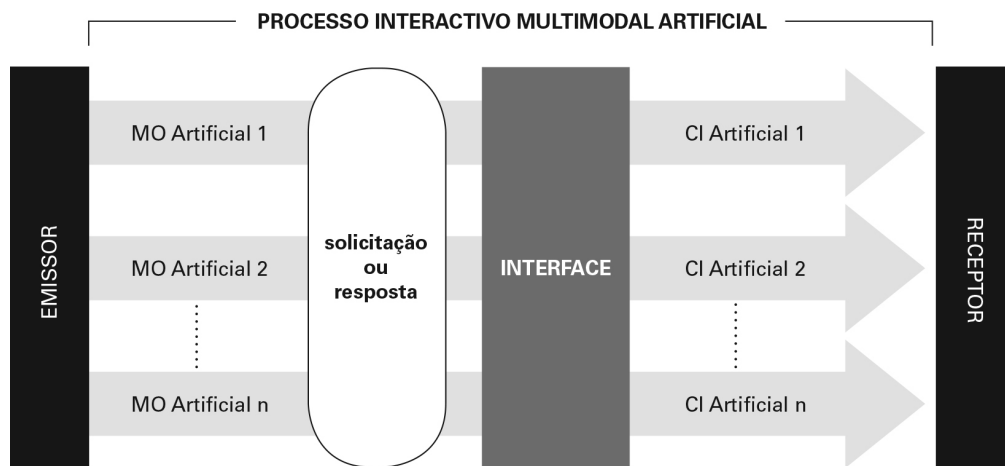 PROCESSO INTERACTIVO MULTIMODAL ARTIFICIAL
EMISSOR
MO Artificial 1
MO Artificial 2
MO Artificial n
solicitação
ou
resposta
INTERFACE
CI Artificial 1
CI Artificial 2
CI Artificial n
RECEPTOR